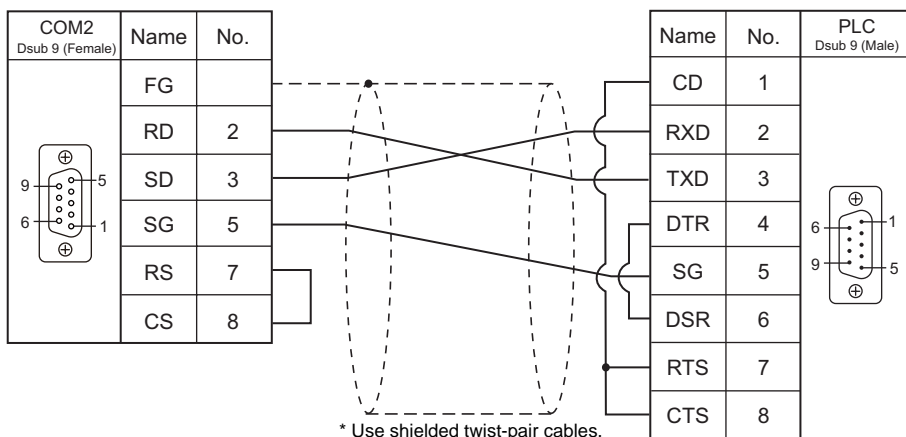 COM2
Dsub 9 (Female)
Name No.
FG
RD 2
SD 3
SG 5
RS 7
CS 8
9 5
6 1
Name No.
PLC
Dsub 9 (Male)
CD 1
RXD 2
TXD 3
DTR 4
SG 5
DSR 6
RTS 7
CTS 8
6 1
9 5
* Use shielded twist-pair cables.